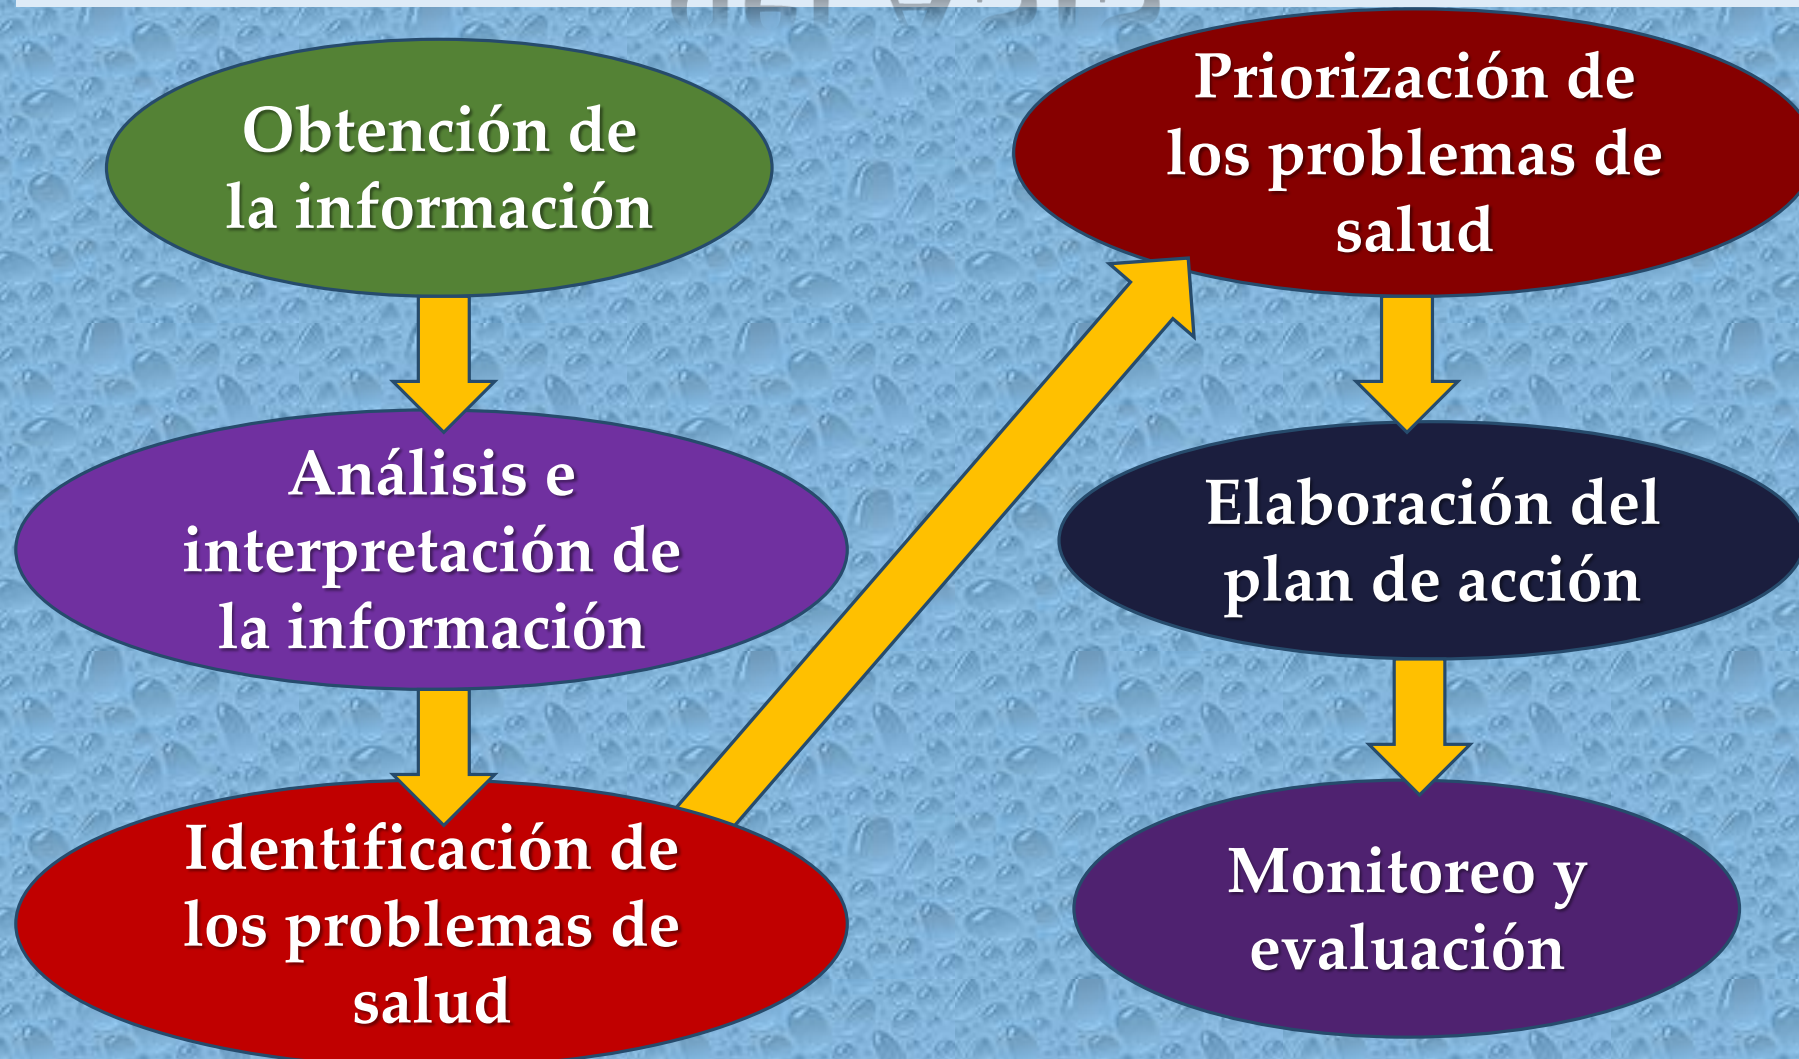 Obtención de
la información
Análisis e
interpretación de
la información
Identificación de
los problemas de
salud
Priorización de
los problemas de
salud
Elaboración del
plan de acción
Monitoreo y
evaluación